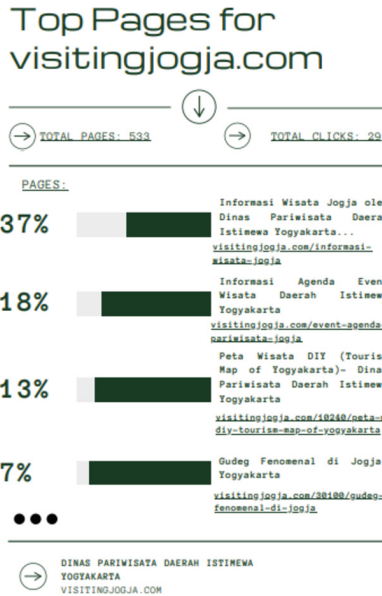 Top Pages for
visitingjogja.com
TOTAL PAGES: 533
TOTAL CLICKS: 29
PAGES:
37%
Informasi Wisata Jogja ole
Dinas Pariwisata Daera
Istimewa Yogyakarta...
visitingjogja.com/informasi-
wisata-jogja
18%
Informasi Agenda Even
Wisata Daerah Istimew
Yogyakarta
visitingjogja.com/event-agenda-
pariwisata-jogja
13%
Peta Wisata DIY (Touris
Map of Yogyakarta)– Dina
Pariwisata Daerah Istimew
Yogyakarta
visitingjogja.com/10240/peta-
diy-tourism-map-of-yogyakarta
7%
Gudeg Fenomenal di Jogja
Yogyakarta
visitingjogja.com/30100/gudeg-
fenomenal-di-jogja
DINAS PARIWISATA DAERAH ISTIMEWA
YOGYAKARTA
VISITINGJOGJA.COM